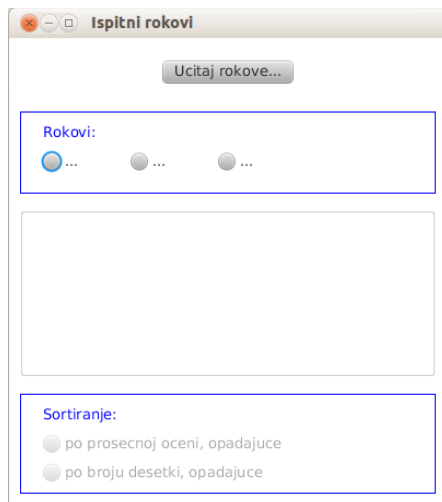 Ispitni rokovi
Ucitaj rokove...
Rokovi:
... ... ...
Sortiranje:
po prosecnoj oceni, opadajuce
po broju desetki, opadajuce